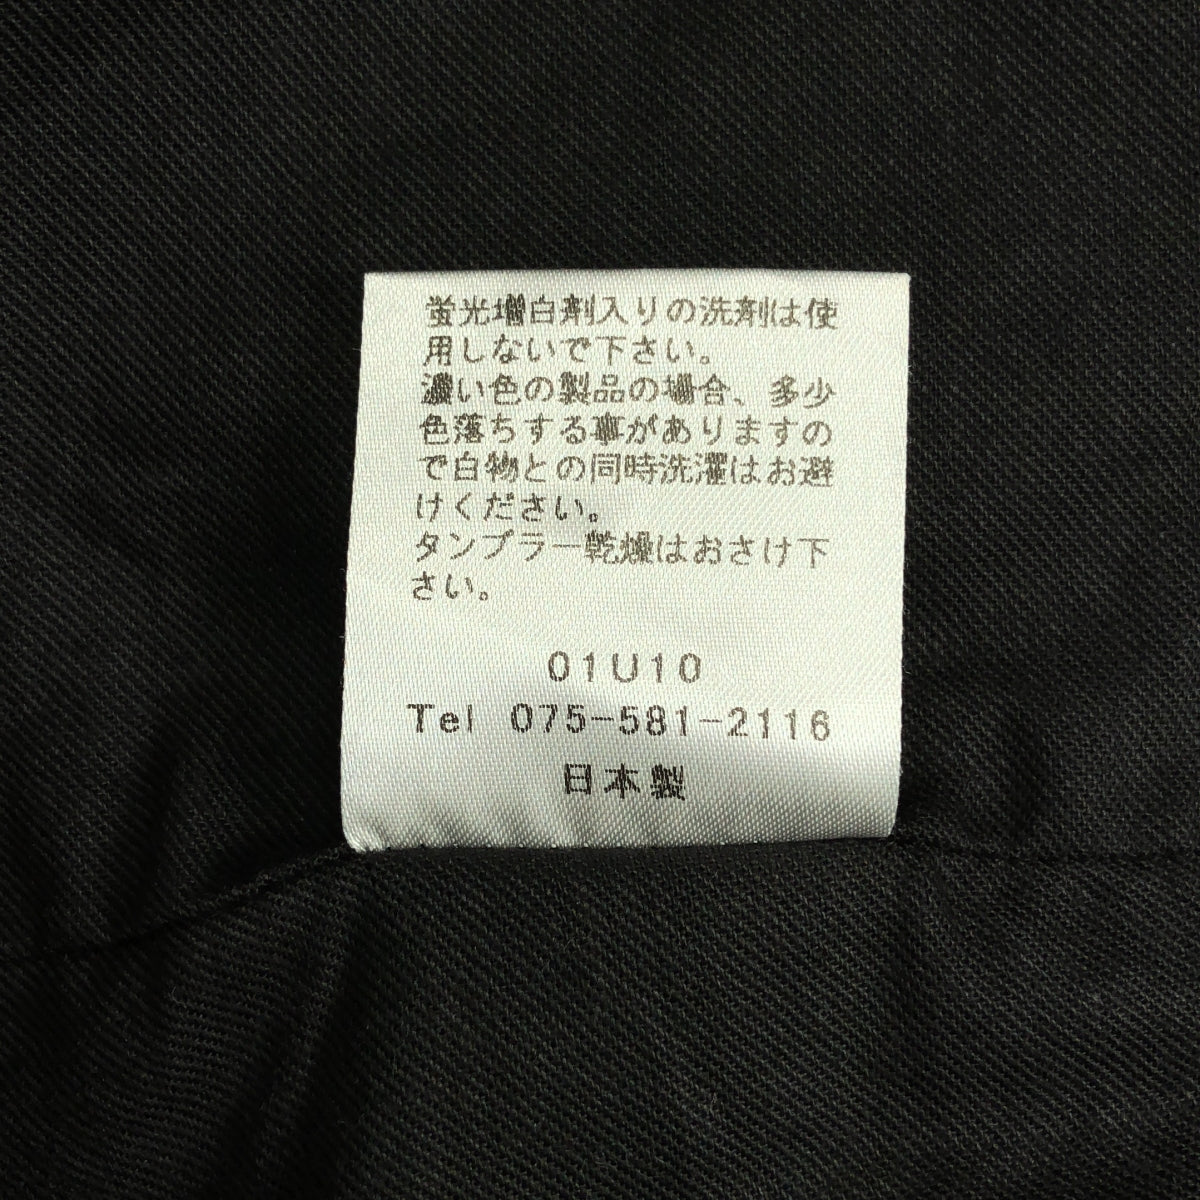 蛍光増白剤入りの洗剤は使
用しないで下さい。
濃い色の製品の場合、多少
色落ちする事がありますの
で白物との同時洗濯はお避
けください。
タンブラー乾燥はおさけ下
さい。
01U10
Tel 075-581-2116
日本製